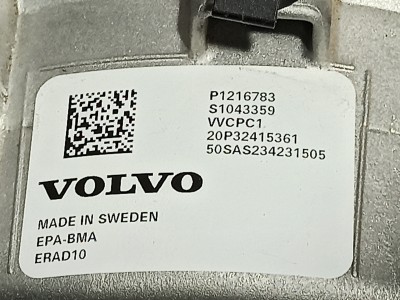 P1216783
S1043359
VVCPC1
20P32415361
50SAS234231505
VOLVO
MADE IN SWEDEN
EPA-BMA
ERAD10